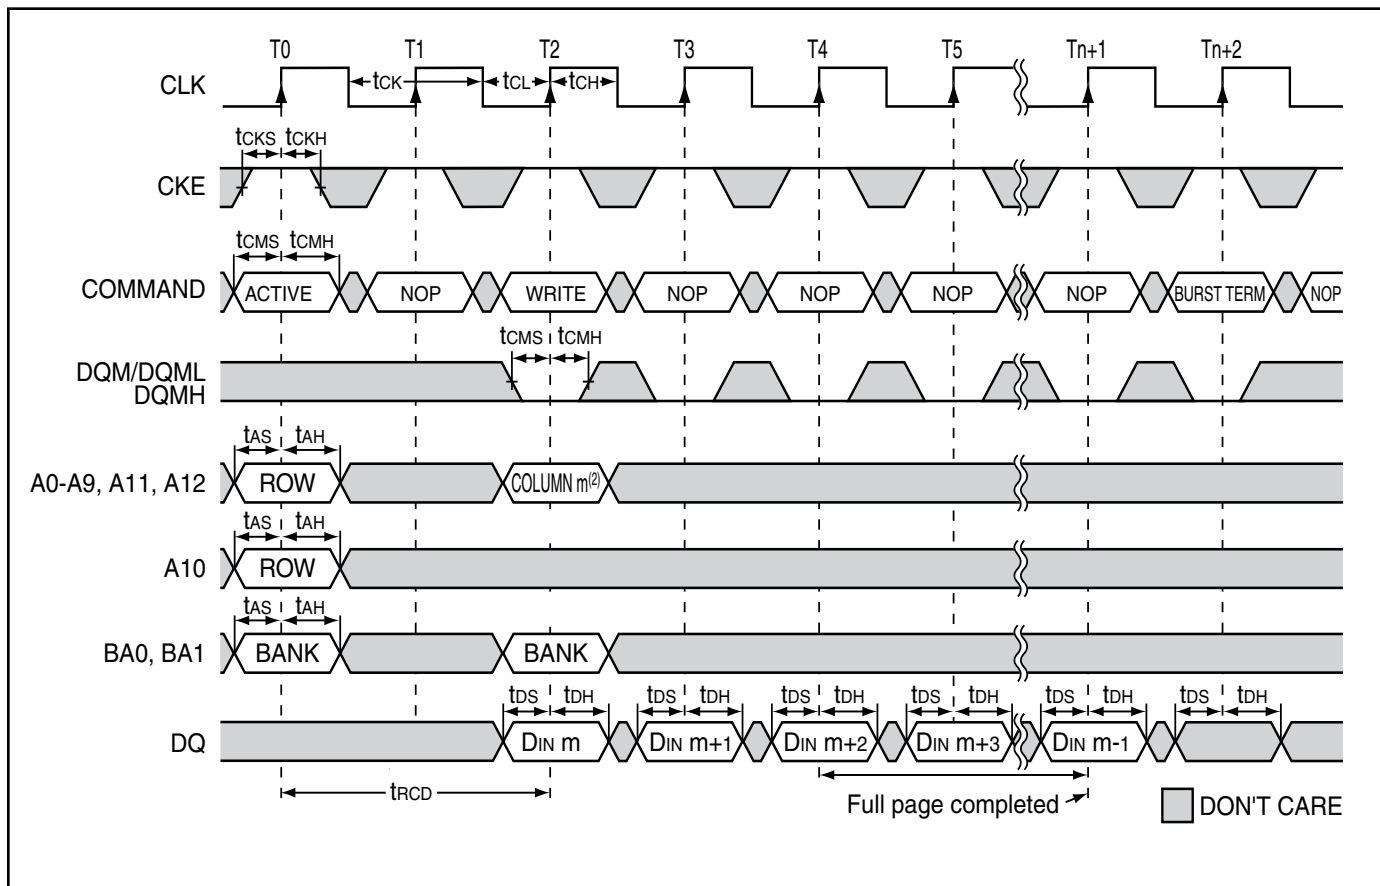 T0 T1 T2 T3 T4 T5 Tn+1 Tn+2
CLK tCK tCL tCH
tCKS tCKH
CKE
tCMS tCMH
COMMAND ACTIVE NOP WRITE NOP NOP NOP NOP BURST TERM NOP
tCMS tCMH
DQM/DQML
DQMH
tAS tAH
A0-A9, A11, A12 ROW COLUMN m(2)
tAS tAH
A10 ROW
tAS tAH
BA0, BA1 BANK BANK
tDS tDH tDS tDH tDS tDH tDS tDH tDS tDH tDS tDH
DQ DIN m DIN m+1 DIN m+2 DIN m+3 DIN m-1
tRCD
Full page completed DON'T CARE